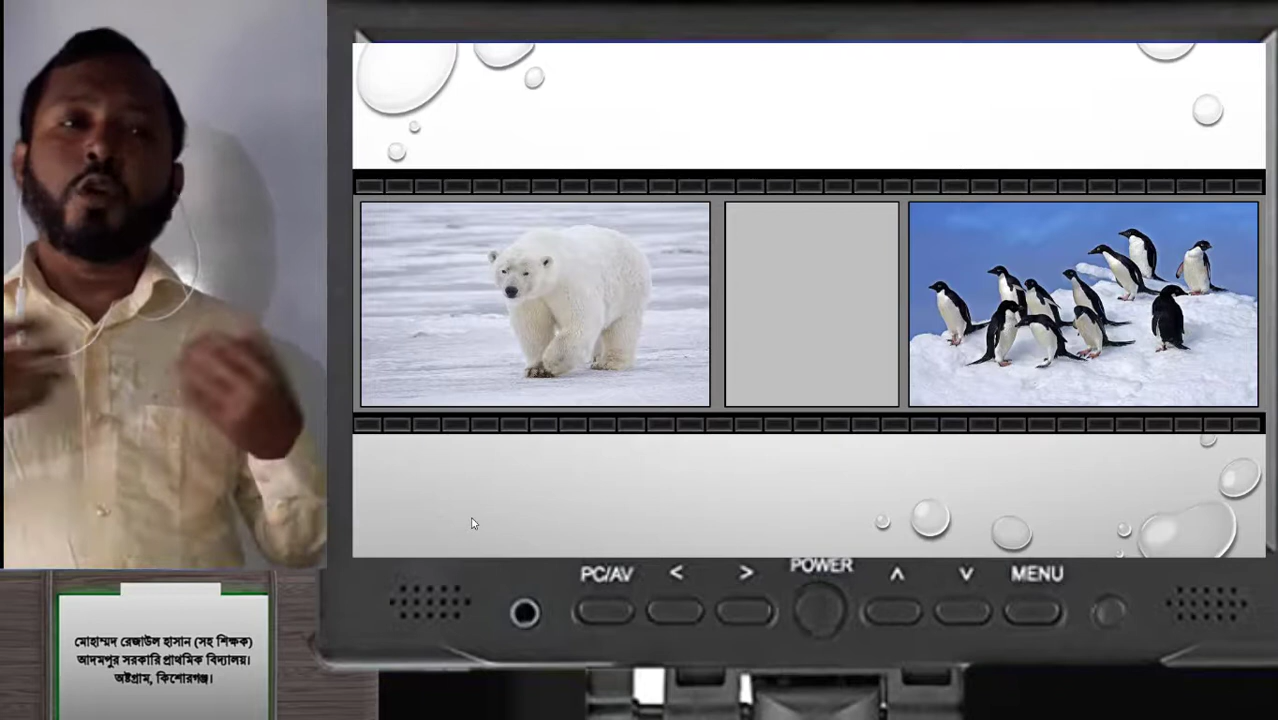 PC/AV < > POWER ˄ ˅ MENU
মোহাম্মদ রেজাউল হাসান (সহ শিক্ষক)
আদমপুর সরকারি প্রাথমিক বিদ্যালয়।
অষ্টগ্রাম, কিশোরগঞ্জ।